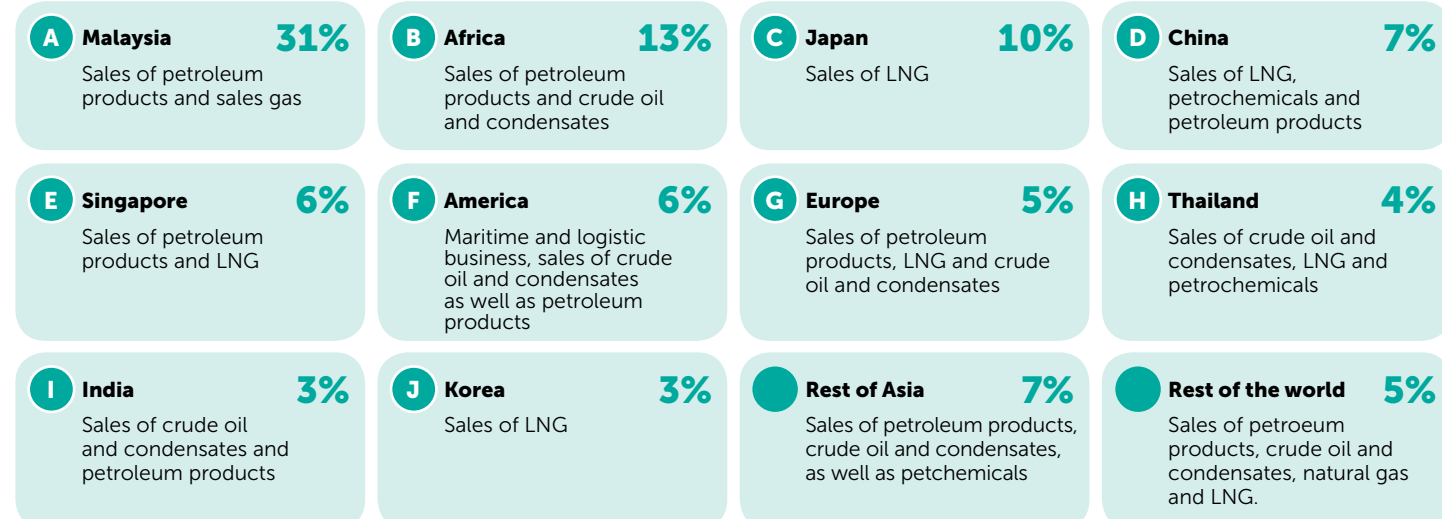 A Malaysia 31%
Sales of petroleum
products and sales gas
B Africa 13%
Sales of petroleum
products and crude oil
and condensates
C Japan 10%
Sales of LNG
D China 7%
Sales of LNG,
petrochemicals and
petroleum products
E Singapore 6%
Sales of petroleum
products and LNG
F America 6%
Maritime and logistic
business, sales of crude
oil and condensates
as well as petroleum
products
G Europe 5%
Sales of petroleum
products, LNG and crude
oil and condensates
H Thailand 4%
Sales of crude oil and
condensates, LNG and
petrochemicals
I India 3%
Sales of crude oil
and condensates and
petroleum products
J Korea 3%
Sales of LNG
Rest of Asia 7%
Sales of petroleum products,
crude oil and condensates,
as well as petchemicals
Rest of the world 5%
Sales of petroeum
products, crude oil and
condensates, natural gas
and LNG.